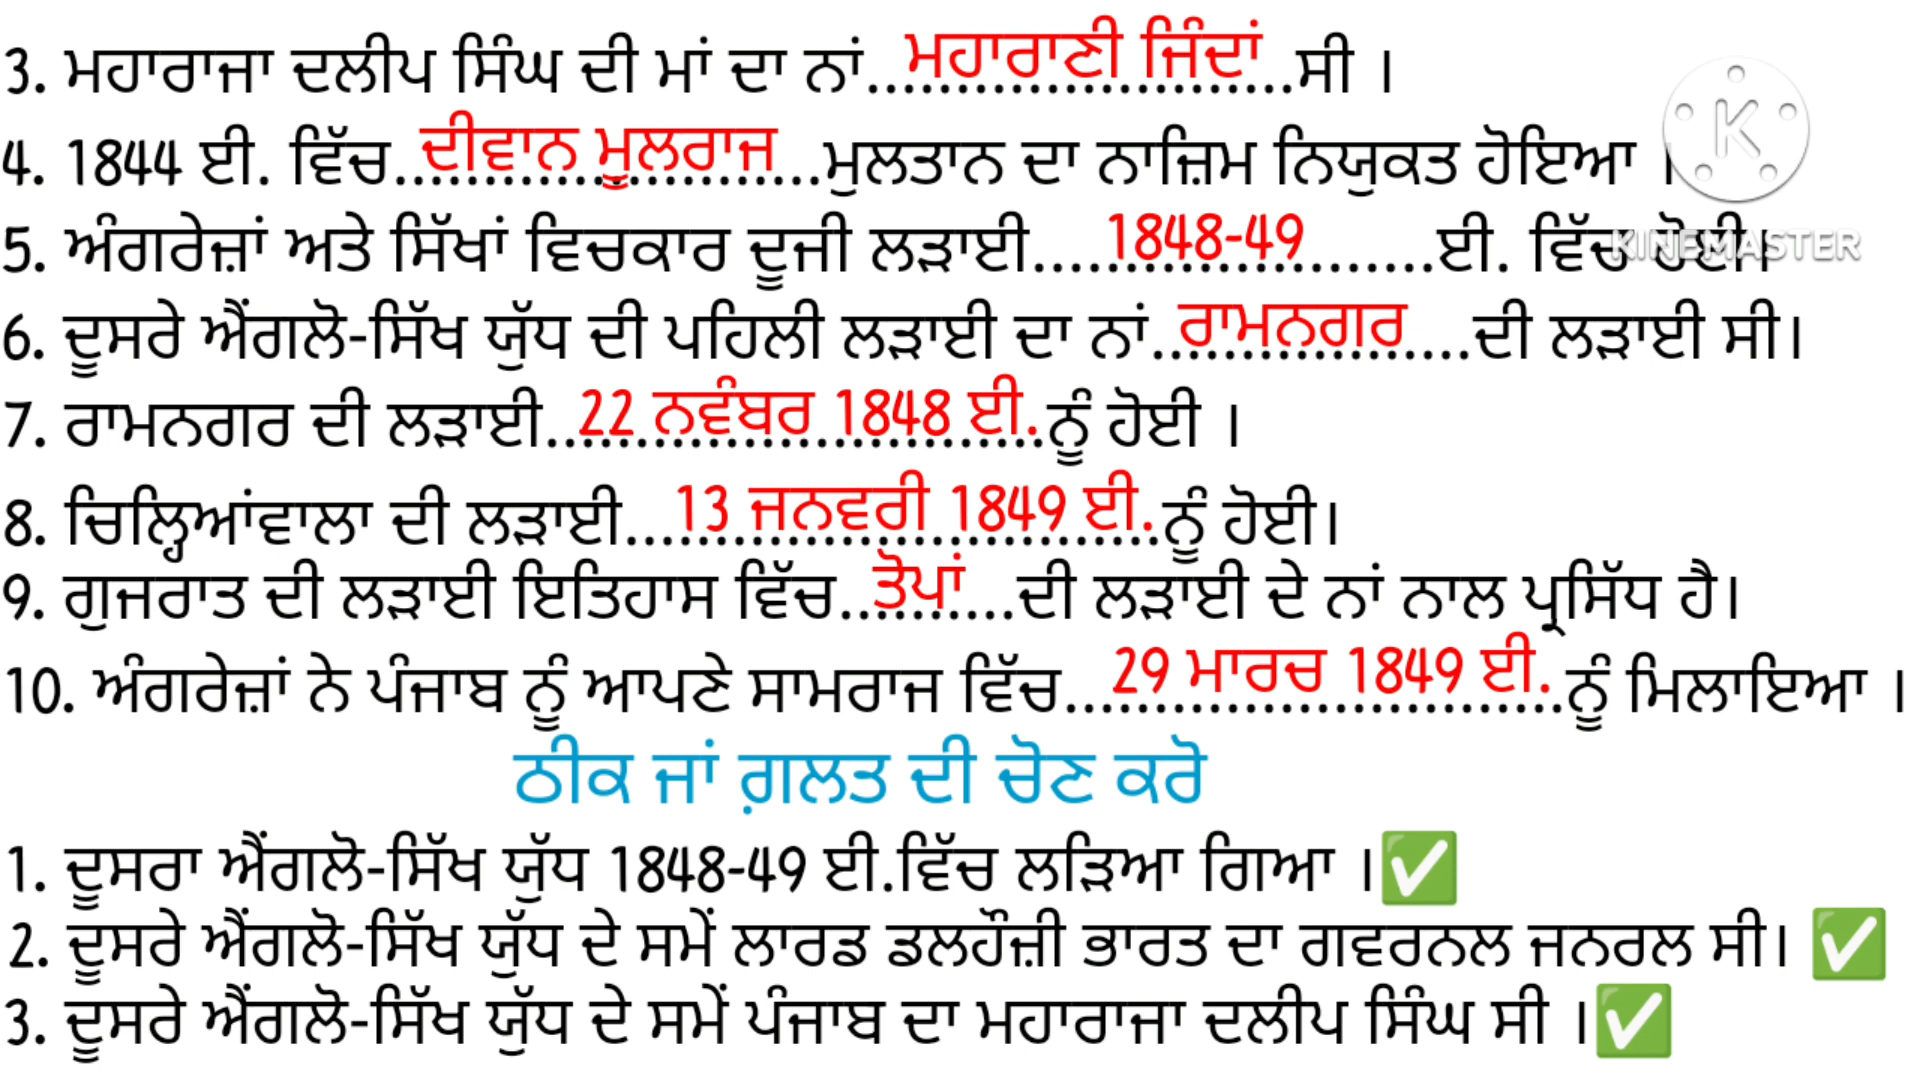 3. ਮਹਾਰਾਜਾ ਦਲੀਪ ਸਿੰਘ ਦੀ ਮਾਂ ਦਾ ਨਾਂ...ਮਹਾਰਾਣੀ ਜਿੰਦਾਂ...ਸੀ ।
4. 1844 ਈ. ਵਿੱਚ...ਦੀਵਾਨ ਮੂਲਰਾਜ...ਮੁਲਤਾਨ ਦਾ ਨਾਜ਼ਿਮ ਨਿਯੁਕਤ ਹੋਇਆ ।
5. ਅੰਗਰੇਜ਼ਾਂ ਅਤੇ ਸਿੱਖਾਂ ਵਿਚਕਾਰ ਦੂਜੀ ਲੜਾਈ...1848-49...ਈ. ਵਿੱਚ ਹੋਈ।
6. ਦੂਸਰੇ ਐਂਗਲੋ-ਸਿੱਖ ਯੁੱਧ ਦੀ ਪਹਿਲੀ ਲੜਾਈ ਦਾ ਨਾਂ...ਰਾਮਨਗਰ...ਦੀ ਲੜਾਈ ਸੀ।
7. ਰਾਮਨਗਰ ਦੀ ਲੜਾਈ...22 ਨਵੰਬਰ 1848 ਈ.ਨੂੰ ਹੋਈ ।
8. ਚਿਲ੍ਹਿਆਂਵਾਲਾ ਦੀ ਲੜਾਈ...13 ਜਨਵਰੀ 1849 ਈ.ਨੂੰ ਹੋਈ।
9. ਗੁਜਰਾਤ ਦੀ ਲੜਾਈ ਇਤਿਹਾਸ ਵਿੱਚ...ਤੋਪਾਂ...ਦੀ ਲੜਾਈ ਦੇ ਨਾਂ ਨਾਲ ਪ੍ਰਸਿੱਧ ਹੈ।
10. ਅੰਗਰੇਜ਼ਾਂ ਨੇ ਪੰਜਾਬ ਨੂੰ ਆਪਣੇ ਸਾਮਰਾਜ ਵਿੱਚ...29 ਮਾਰਚ 1849 ਈ.ਨੂੰ ਮਿਲਾਇਆ ।
ਠੀਕ ਜਾਂ ਗ਼ਲਤ ਦੀ ਚੋਣ ਕਰੋ
1. ਦੂਸਰਾ ਐਂਗਲੋ-ਸਿੱਖ ਯੁੱਧ 1848-49 ਈ.ਵਿੱਚ ਲੜਿਆ ਗਿਆ ।✅
2. ਦੂਸਰੇ ਐਂਗਲੋ-ਸਿੱਖ ਯੁੱਧ ਦੇ ਸਮੇਂ ਲਾਰਡ ਡਲਹੌਜ਼ੀ ਭਾਰਤ ਦਾ ਗਵਰਨਲ ਜਨਰਲ ਸੀ। ✅
3. ਦੂਸਰੇ ਐਂਗਲੋ-ਸਿੱਖ ਯੁੱਧ ਦੇ ਸਮੇਂ ਪੰਜਾਬ ਦਾ ਮਹਾਰਾਜਾ ਦਲੀਪ ਸਿੰਘ ਸੀ ।✅
K
KINEMASTER